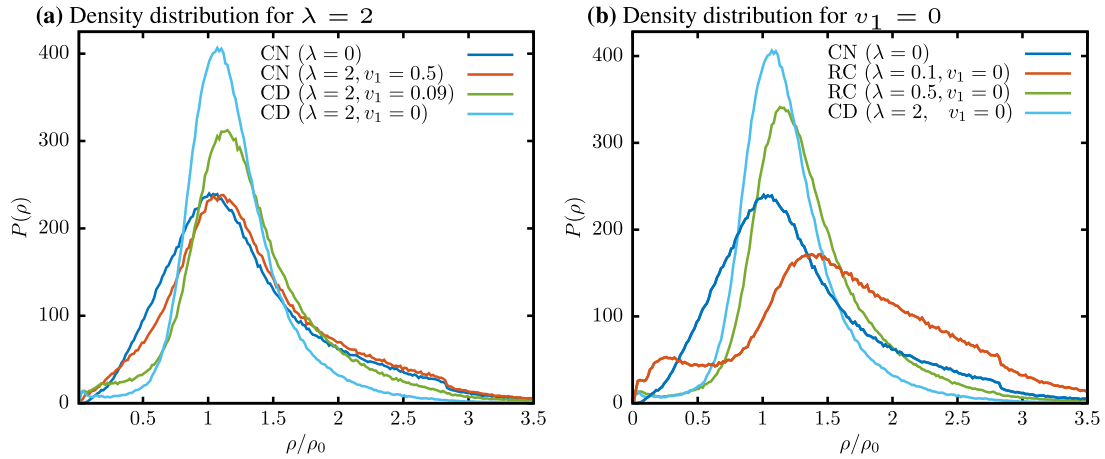 (a) Density distribution for λ = 2
CN (λ = 0)
CN (λ = 2, v₁ = 0.5)
CD (λ = 2, v₁ = 0.09)
CD (λ = 2, v₁ = 0)
P(ρ)
400
300
200
100
0
0.5 1 1.5 2 2.5 3 3.5
ρ/ρ₀
(b) Density distribution for v₁ = 0
CN (λ = 0)
RC (λ = 0.1, v₁ = 0)
RC (λ = 0.5, v₁ = 0)
CD (λ = 2, v₁ = 0)
P(ρ)
400
300
200
100
0
0 0.5 1 1.5 2 2.5 3 3.5
ρ/ρ₀